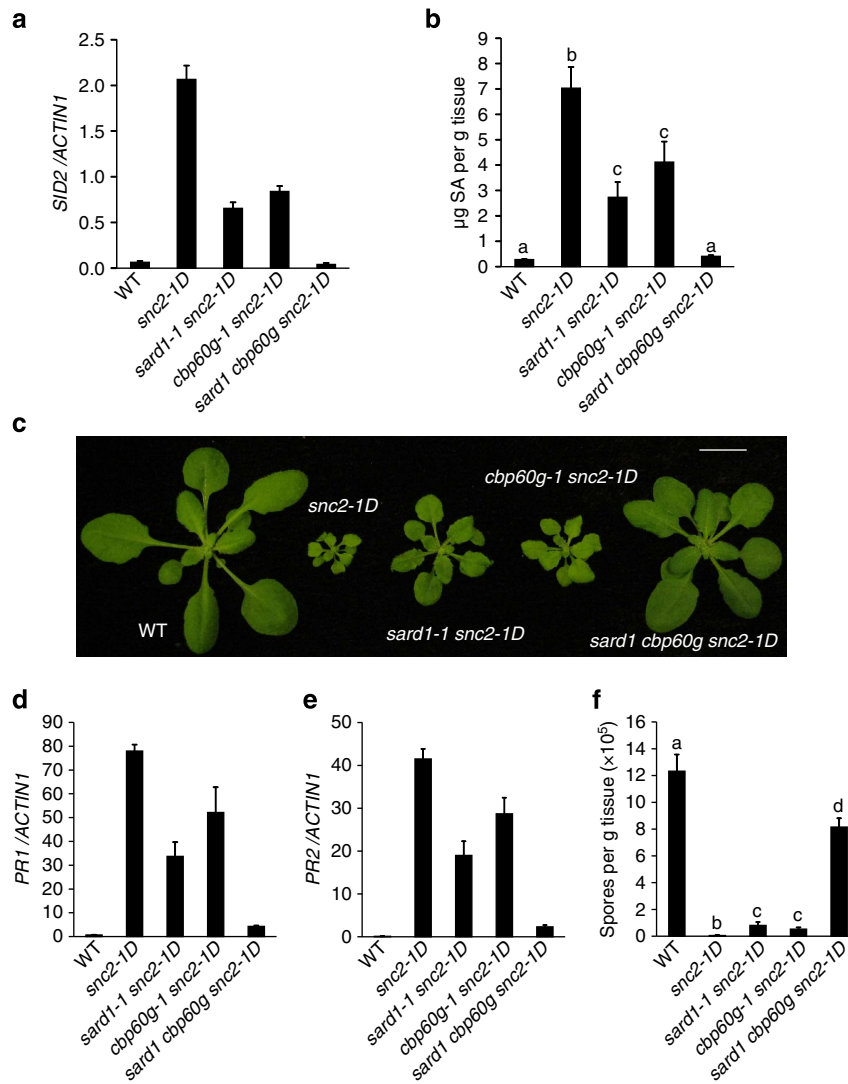 a
2.5
2.0
1.5
1.0
0.5
0.0
SID2 /ACTIN1
WT
snc2-1D
sard1-1 snc2-1D
cbp60g-1 snc2-1D
sard1 cbp60g snc2-1D
b
9
8
7
6
5
4
3
2
1
0
µg SA per g tissue
a
b
c
c
a
WT
snc2-1D
sard1-1 snc2-1D
cbp60g-1 snc2-1D
sard1 cbp60g snc2-1D
c
cbp60g-1 snc2-1D
snc2-1D
WT
sard1-1 snc2-1D
sard1 cbp60g snc2-1D
d
90
80
70
60
50
40
30
20
10
0
PR1 /ACTIN1
WT
snc2-1D
sard1-1 snc2-1D
cbp60g-1 snc2-1D
sard1 cbp60g snc2-1D
e
50
40
30
20
10
0
PR2 /ACTIN1
WT
snc2-1D
sard1-1 snc2-1D
cbp60g-1 snc2-1D
sard1 cbp60g snc2-1D
f
16
14
12
10
8
6
4
2
0
Spores per g tissue (×10⁵)
a
b
c
c
d
WT
snc2-1D
sard1-1 snc2-1D
cbp60g-1 snc2-1D
sard1 cbp60g snc2-1D